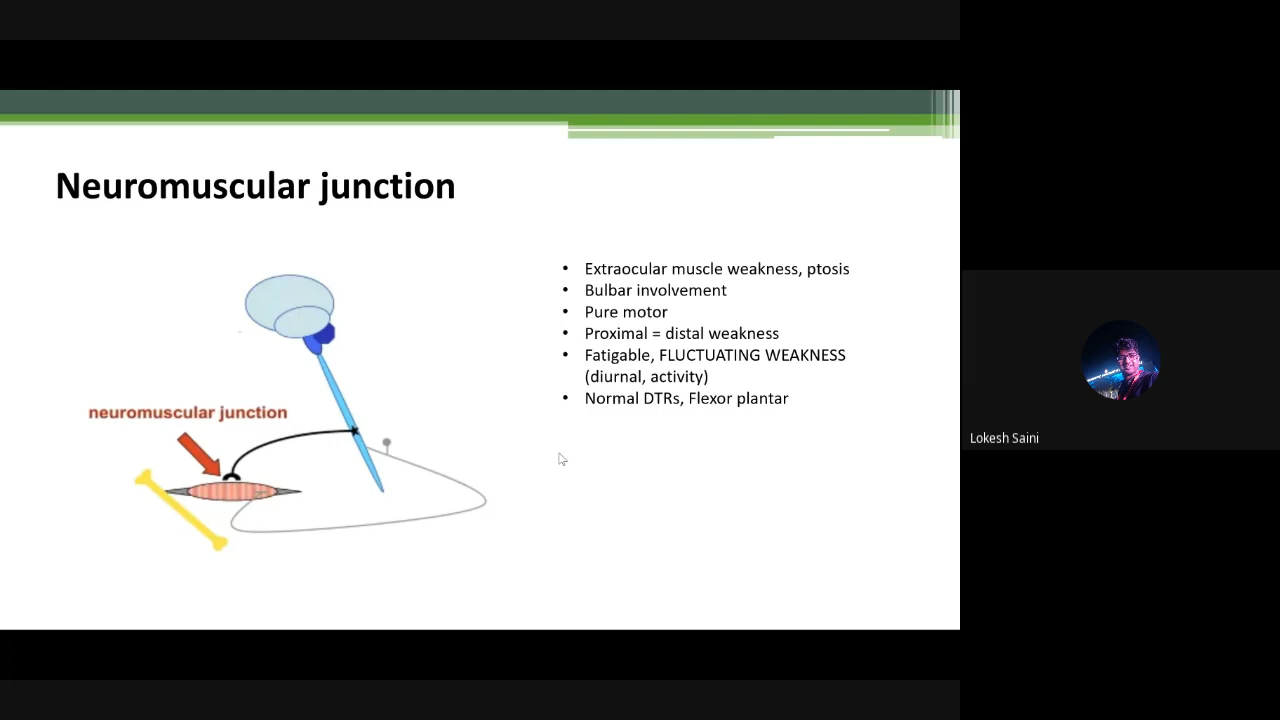 Neuromuscular junction
neuromuscular junction
• Extraocular muscle weakness, ptosis
• Bulbar involvement
• Pure motor
• Proximal = distal weakness
• Fatigable, FLUCTUATING WEAKNESS
(diurnal, activity)
• Normal DTRs, Flexor plantar
Lokesh Saini